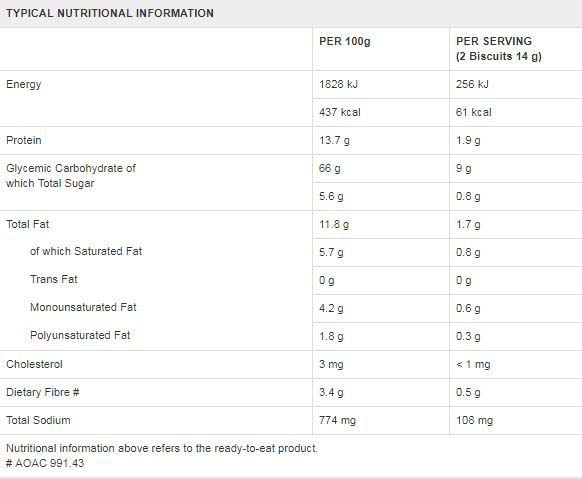 TYPICAL NUTRITIONAL INFORMATION
PER 100g PER SERVING
(2 Biscuits 14 g)
Energy 1828 kJ 256 kJ
437 kcal 61 kcal
Protein 13.7 g 1.9 g
Glycemic Carbohydrate of 66 g 9 g
which Total Sugar
5.6 g 0.8 g
Total Fat 11.8 g 1.7 g
of which Saturated Fat 5.7 g 0.8 g
Trans Fat 0 g 0 g
Monounsaturated Fat 4.2 g 0.6 g
Polyunsaturated Fat 1.8 g 0.3 g
Cholesterol 3 mg < 1 mg
Dietary Fibre # 3.4 g 0.5 g
Total Sodium 774 mg 108 mg
Nutritional information above refers to the ready-to-eat product.
# AOAC 991.43